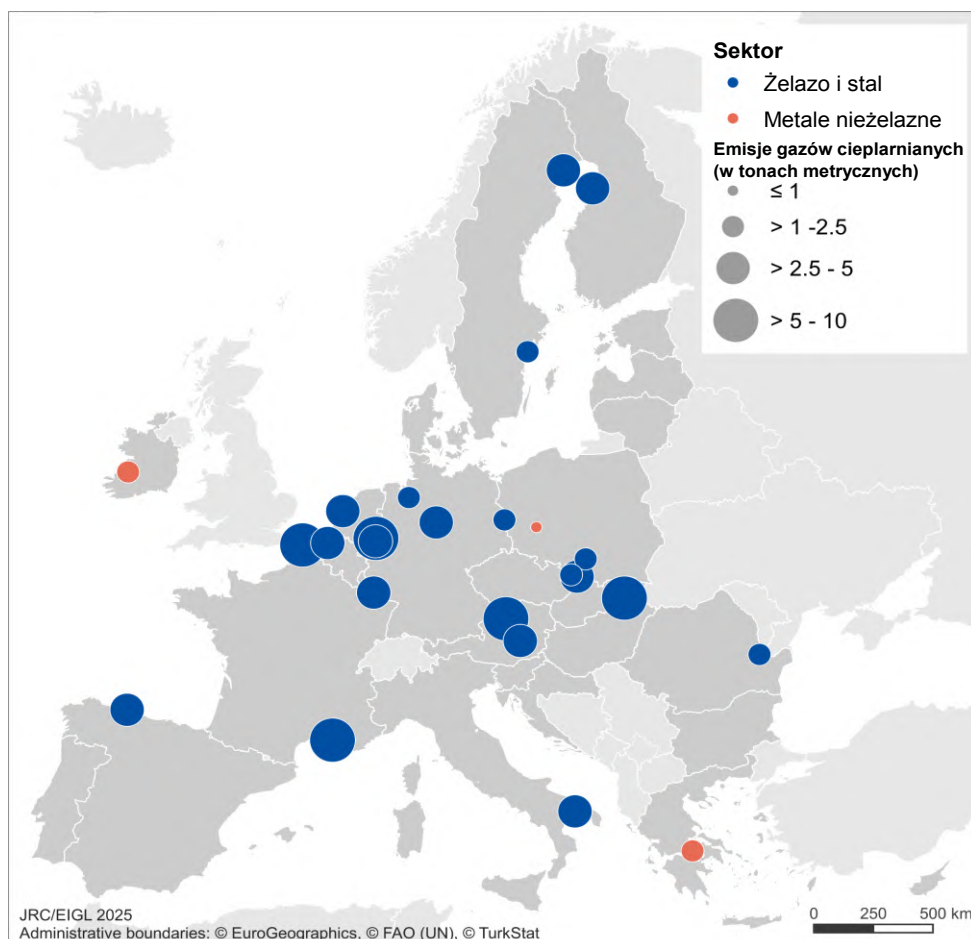 Sektor
Żelazo i stal
Metale nieżelazne
Emisje gazów cieplarnianych
(w tonach metrycznych)
≤ 1
> 1 -2.5
> 2.5 - 5
> 5 - 10
JRC/EIGL 2025
Administrative boundaries: © EuroGeographics, © FAO (UN), © TurkStat
0 250 500 km